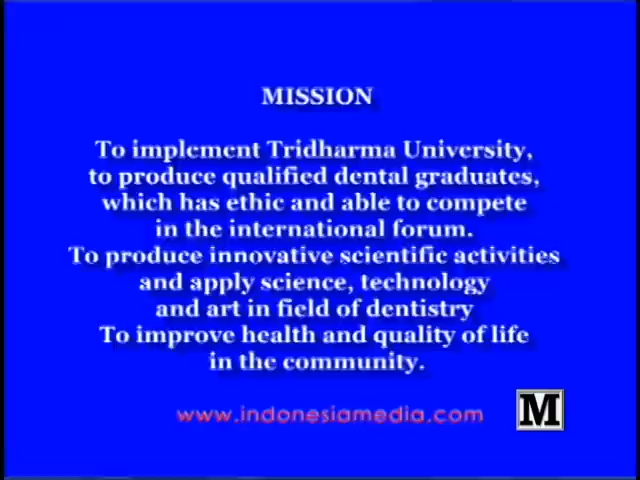 MISSION
To implement Tridharma University,
to produce qualified dental graduates,
which has ethic and able to compete
in the international forum.
To produce innovative scientific activities
and apply science, technology
and art in field of dentistry
To improve health and quality of life
in the community.
www.indonesiamedia.com
M